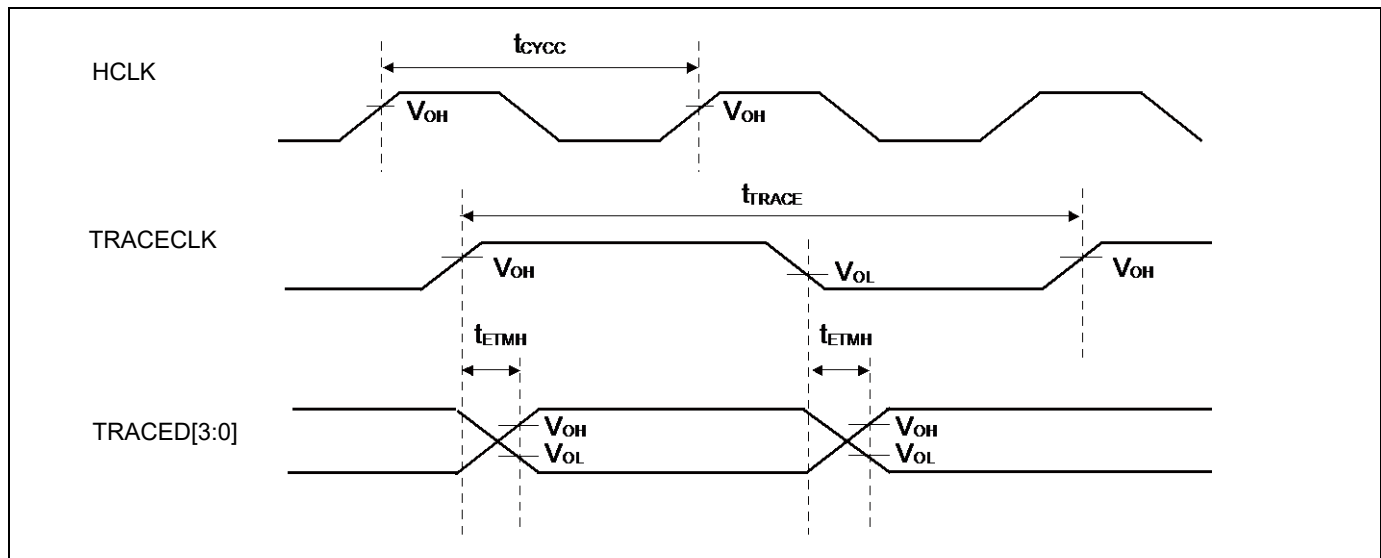 tCYCC
HCLK
VOH VOH
tTRACE
TRACECLK
VOH VOL VOH
tETMH tETMH
TRACED[3:0]
VOH VOH
VOL VOL